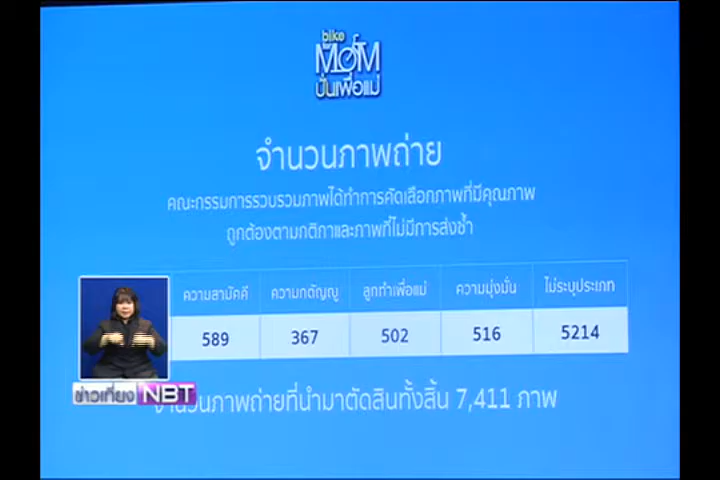 bike
for
MOM
ปั่นเพื่อแม่
จำนวนภาพถ่าย
คณะกรรมการรวบรวมภาพได้ทำการคัดเลือกภาพที่มีคุณภาพ
ถูกต้องตามกติกาและภาพที่ไม่มีการส่งซ้ำ
ความสามัคคี ความกตัญญู ลูกทำเพื่อแม่ ความมุ่งมั่น ไม่ระบุประเภท
589 367 502 516 5214
จำนวนภาพถ่ายที่นำมาตัดสินทั้งสิ้น 7,411 ภาพ
ข่าวเที่ยง NBT